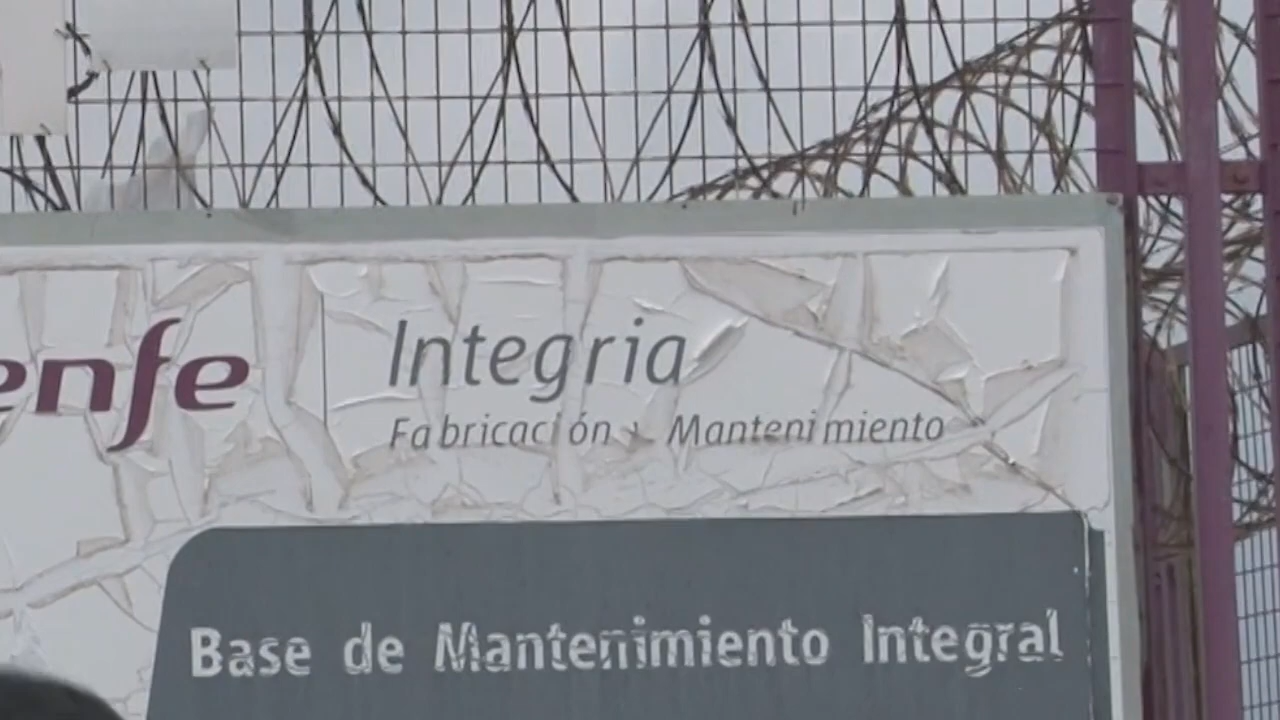 enfe
Integria
Fabricación y Mantenimiento
Base de Mantenimiento Integral